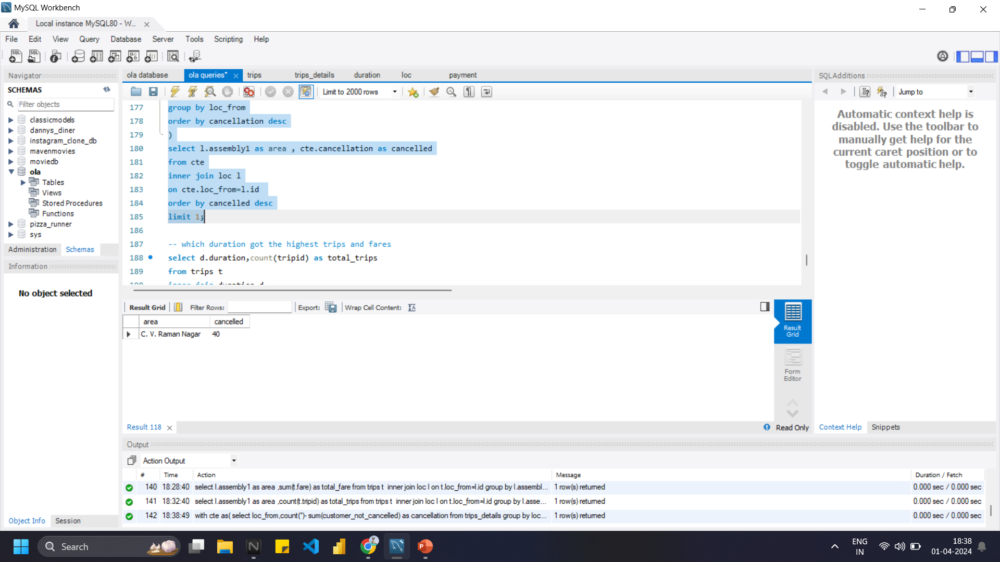 MySQL Workbench
Local instance MySQL80 - W...
File Edit View Query Database Server Tools Scripting Help
Navigator
SCHEMAS
Filter objects
classicmodels
dannys_diner
instagram_clone_db
mavenmovies
moviedb
ola
Tables
Views
Stored Procedures
Functions
pizza_runner
sys
Administration Schemas
Information
No object selected
Object Info Session
ola database ola queries* trips trips_details duration loc payment
Limit to 2000 rows
177 group by loc_from
178 order by cancellation desc
179 )
180 select l.assembly1 as area , cte.cancellation as cancelled
181 from cte
182 inner join loc l
183 on cte.loc_from=l.id
184 order by cancelled desc
185 limit 1;
186
187 -- which duration got the highest trips and fares
188 select d.duration,count(tripid) as total_trips
189 from trips t
190 inner join duration d
Result Grid Filter Rows: Export: Wrap Cell Content:
area cancelled
C. V. Raman Nagar 40
Result Grid
Form Editor
Result 118 Read Only
SQLAdditions
Jump to
Automatic context help is
disabled. Use the toolbar to
manually get help for the
current caret position or to
toggle automatic help.
Context Help Snippets
Output
Action Output
# Time Action Message Duration / Fetch
140 18:28:40 select l.assembly1 as area ,sum(t.fare) as total_fare from trips t inner join loc l on t.loc_from=l.id group by l.assembl... 1 row(s) returned 0.000 sec / 0.000 sec
141 18:32:40 select l.assembly1 as area ,count(t.tripid) as total_trips from trips t inner join loc l on t.loc_from=l.id group by l.asse... 1 row(s) returned 0.000 sec / 0.000 sec
142 18:38:49 with cte as( select loc_from,count(*)- sum(customer_not_cancelled) as cancellation from trips_details group by loc... 1 row(s) returned 0.000 sec / 0.000 sec
Search
ENG
IN
18:38
01-04-2024